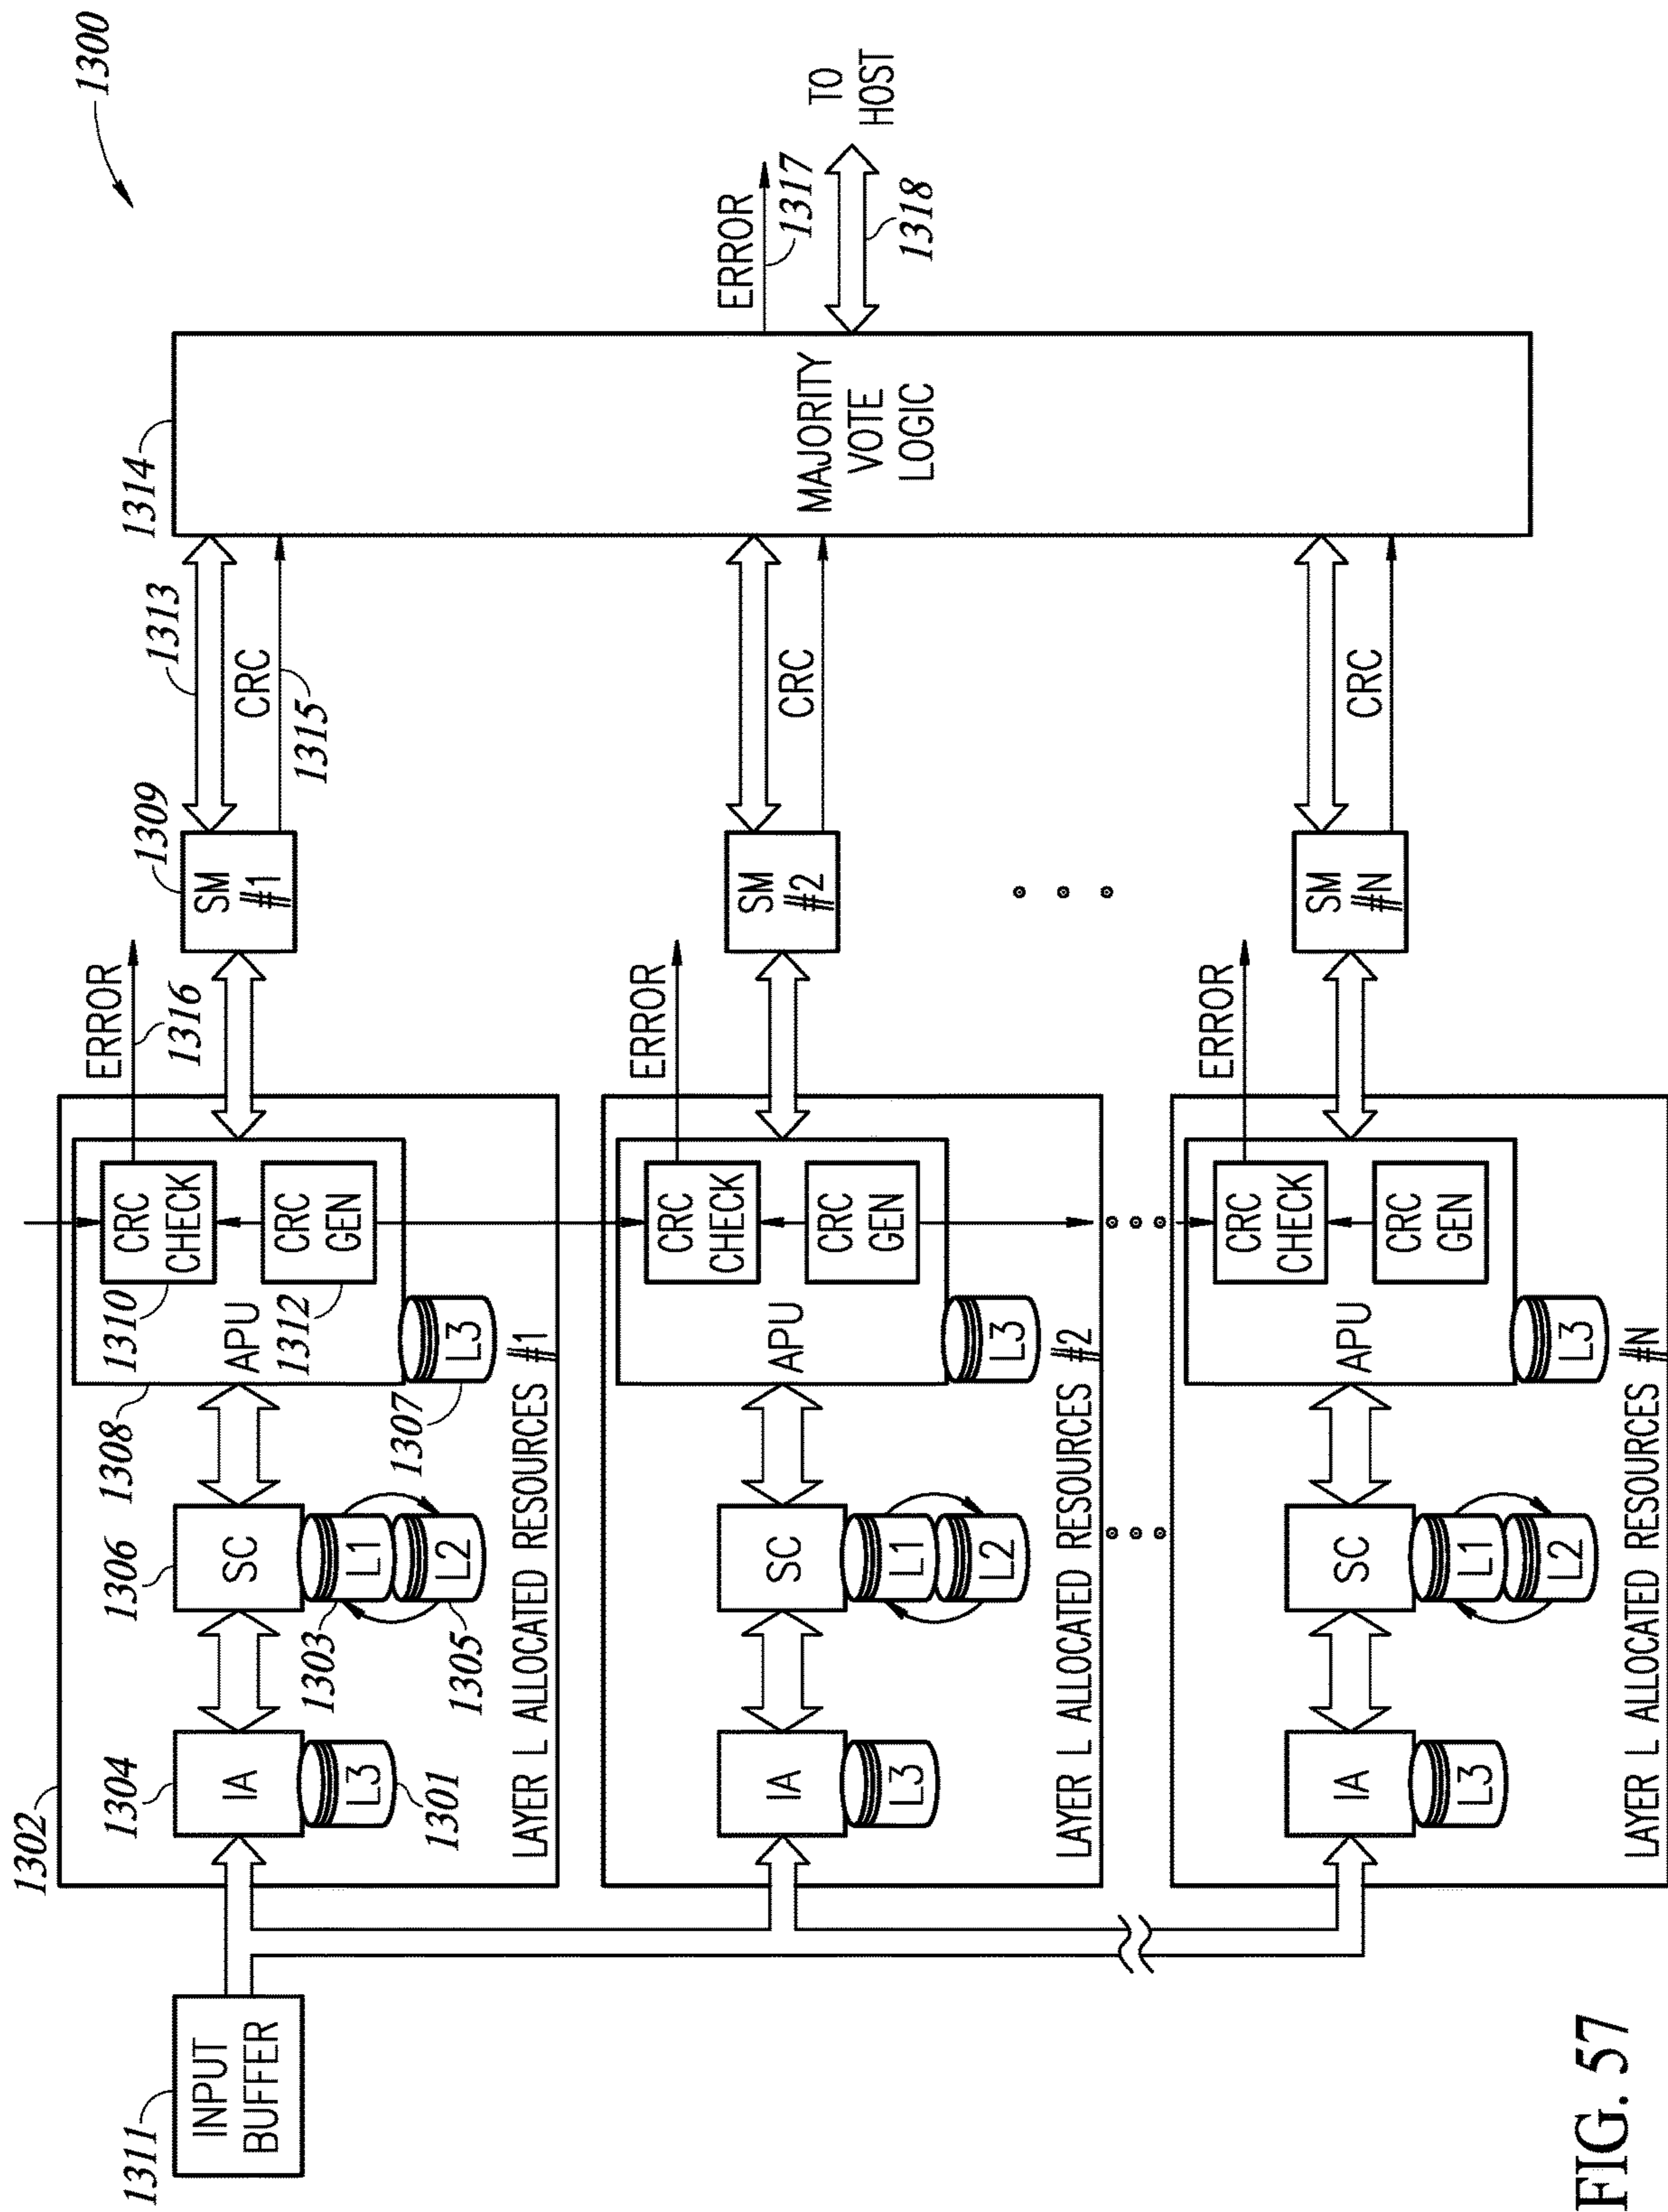 1300
1302
1304
1306
1308
1310
1316
ERROR
1309
1313
1314
1311
INPUT
BUFFER
IA
L3
1301
SC
L1
L2
1303
1305
APU
CRC
CHECK
CRC
GEN
1312
L3
1307
LAYER L ALLOCATED RESOURCES #1
SM
#1
CRC
1315
IA
L3
SC
L1
L2
APU
CRC
CHECK
CRC
GEN
L3
LAYER L ALLOCATED RESOURCES #2
ERROR
SM
#2
CRC
MAJORITY
VOTE
LOGIC
ERROR
1317
TO
HOST
1318
IA
L3
SC
L1
L2
APU
CRC
CHECK
CRC
GEN
L3
LAYER L ALLOCATED RESOURCES #N
ERROR
SM
#N
CRC
FIG. 57